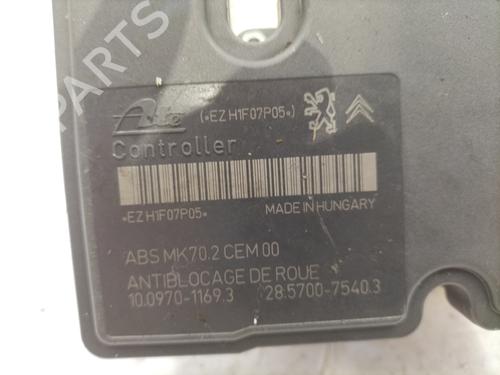 Ate (*EZ H1F07P05*)
Controller
*EZ H1F07P05*
MADE IN HUNGARY
ABS MK70.2 CEM 00
ANTIBLOCAGE DE ROUE
10.0970-1169.3 28.5700-7540.3